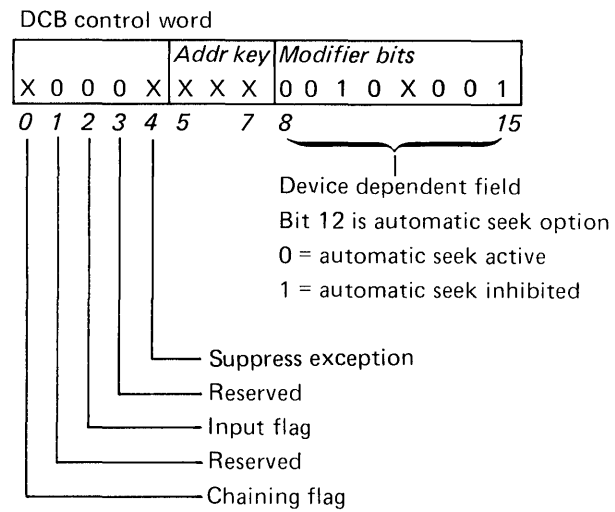 DCB control word
Addr key Modifier bits
X 0 0 0 X X X X 0 0 1 0 X 0 0 1
0 1 2 3 4 5 7 8 15
Device dependent field
Bit 12 is automatic seek option
0 = automatic seek active
1 = automatic seek inhibited
Suppress exception
Reserved
Input flag
Reserved
Chaining flag